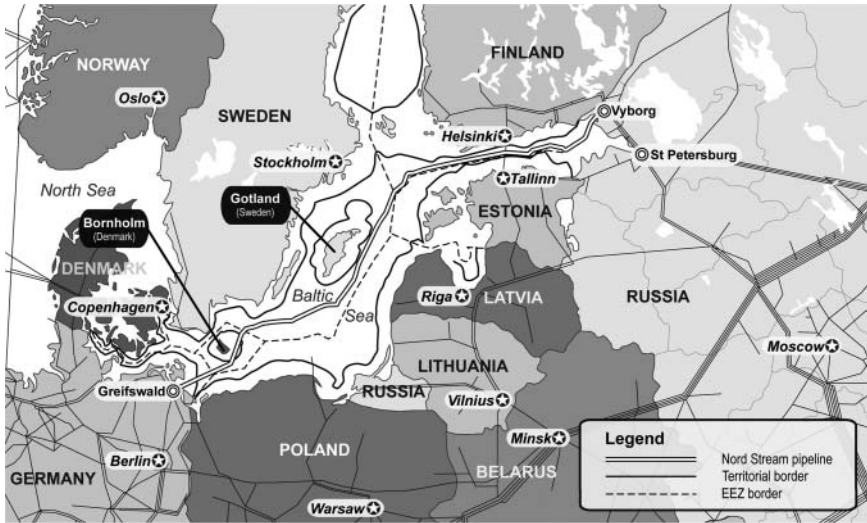 NORWAY
FINLAND
Oslo
Vyborg
SWEDEN
Helsinki
Stockholm
St Petersburg
Tallinn
North Sea
Gotland
(Sweden)
ESTONIA
Bornholm
(Denmark)
DENMARK
Copenhagen
Baltic
Sea
Riga
LATVIA
RUSSIA
Moscow
LITHUANIA
Greifswald
RUSSIA
Vilnius
Minsk
Legend
POLAND
Berlin
BELARUS
Nord Stream pipeline
GERMANY
Territorial border
Warsaw
EEZ border